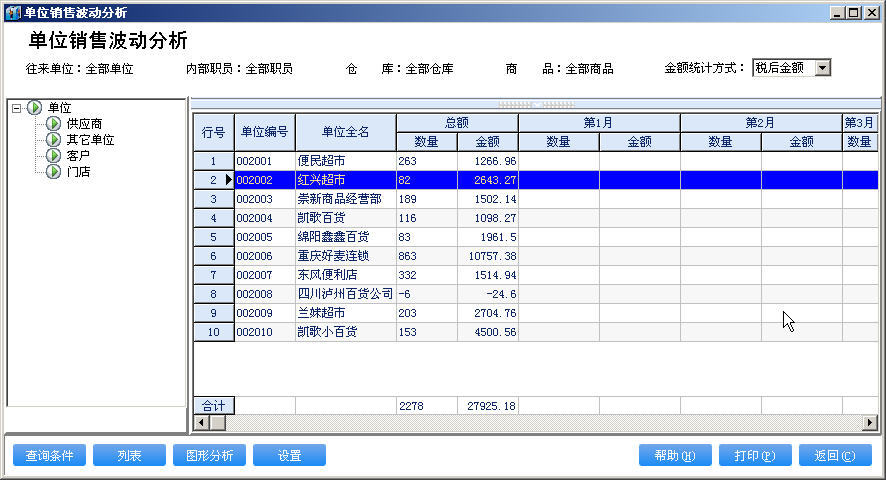 单位销售波动分析
单位销售波动分析
往来单位：全部单位 内部职员：全部职员 仓 库：全部仓库 商 品：全部商品 金额统计方式： 税后金额
单位
供应商
其它单位
客户
门店
行号 单位编号 单位全名 总额 第1月 第2月 第3月
数量 金额 数量 金额 数量 金额 数量
1 002001 便民超市 263 1266.96
2 002002 红兴超市 82 2643.27
3 002003 崇新商品经营部 189 1502.14
4 002004 凯歌百货 116 1098.27
5 002005 绵阳鑫鑫百货 83 1961.5
6 002006 重庆好麦连锁 863 10757.38
7 002007 东风便利店 332 1514.94
8 002008 四川泸州百货公司 -6 -24.6
9 002009 兰妹超市 203 2704.76
10 002010 凯歌小百货 153 4500.56
合计 2278 27925.18
查询条件 列表 图形分析 设置 帮助(H) 打印(P) 返回(C)